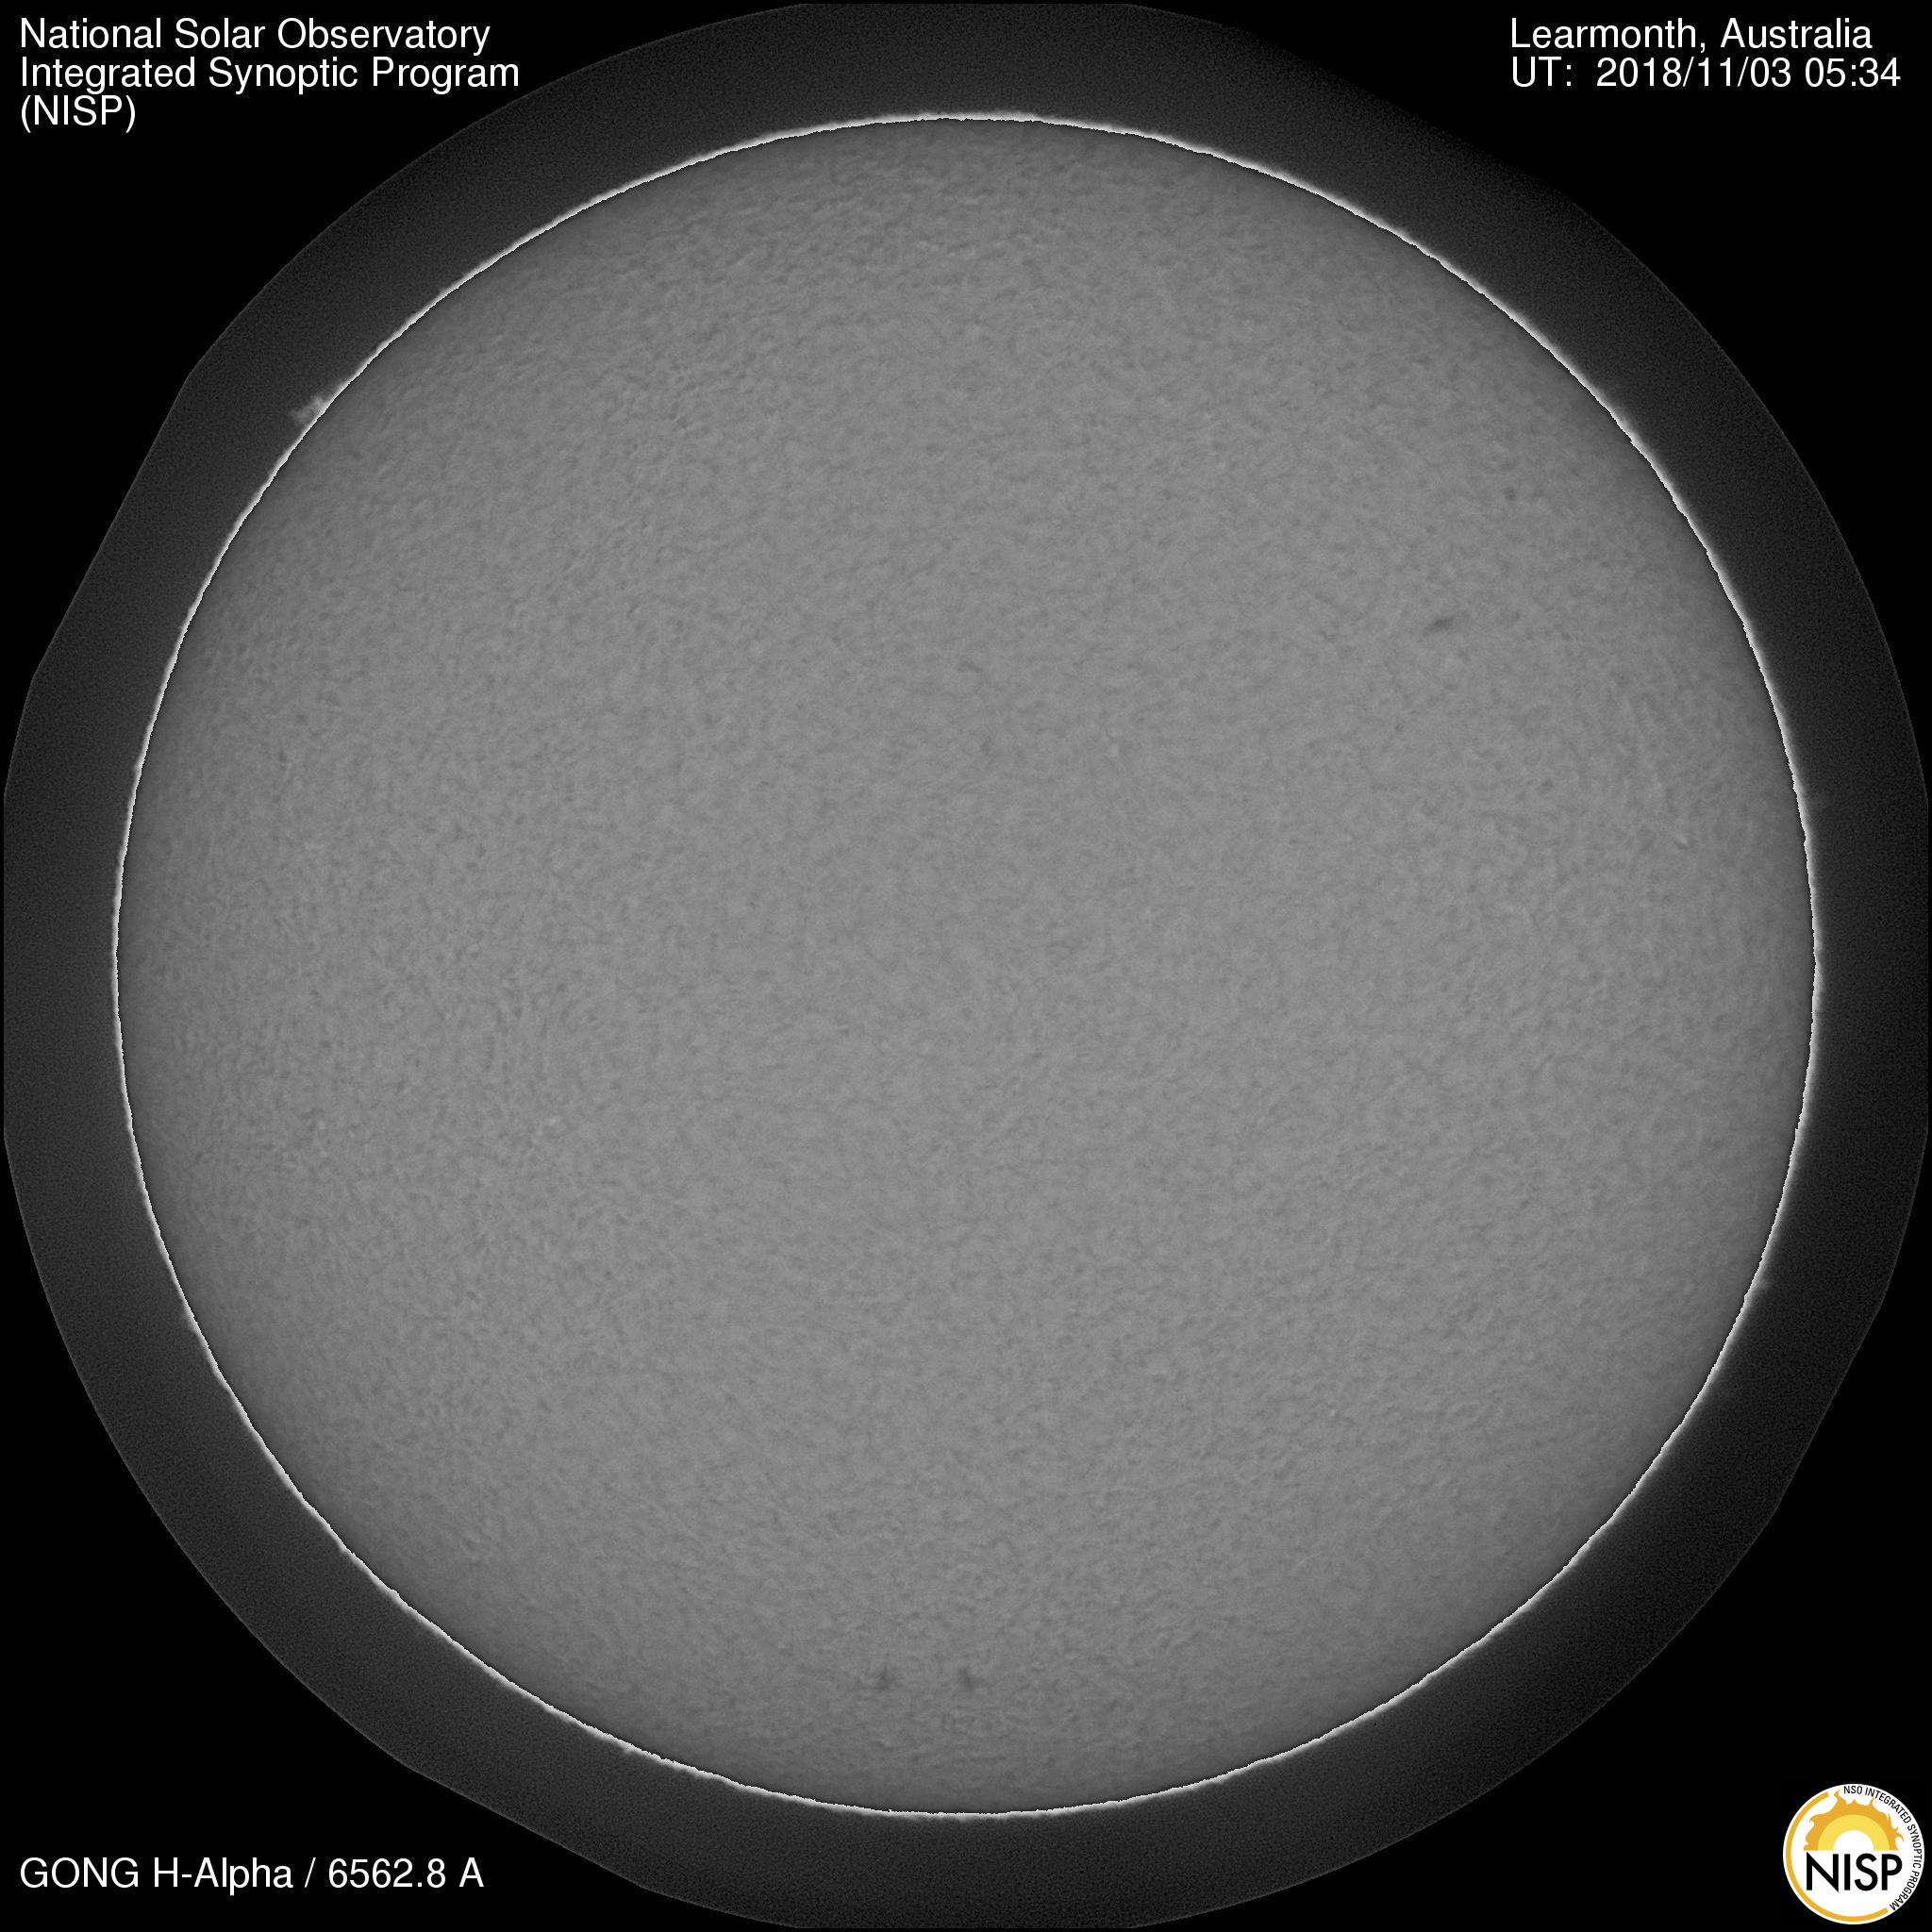 National Solar Observatory
Integrated Synoptic Program
(NISP)
Learmonth, Australia
UT: 2018/11/03 05:34
GONG H-Alpha / 6562.8 A
NSO INTEGRATED SYNOPTIC PROGRAM
NISP